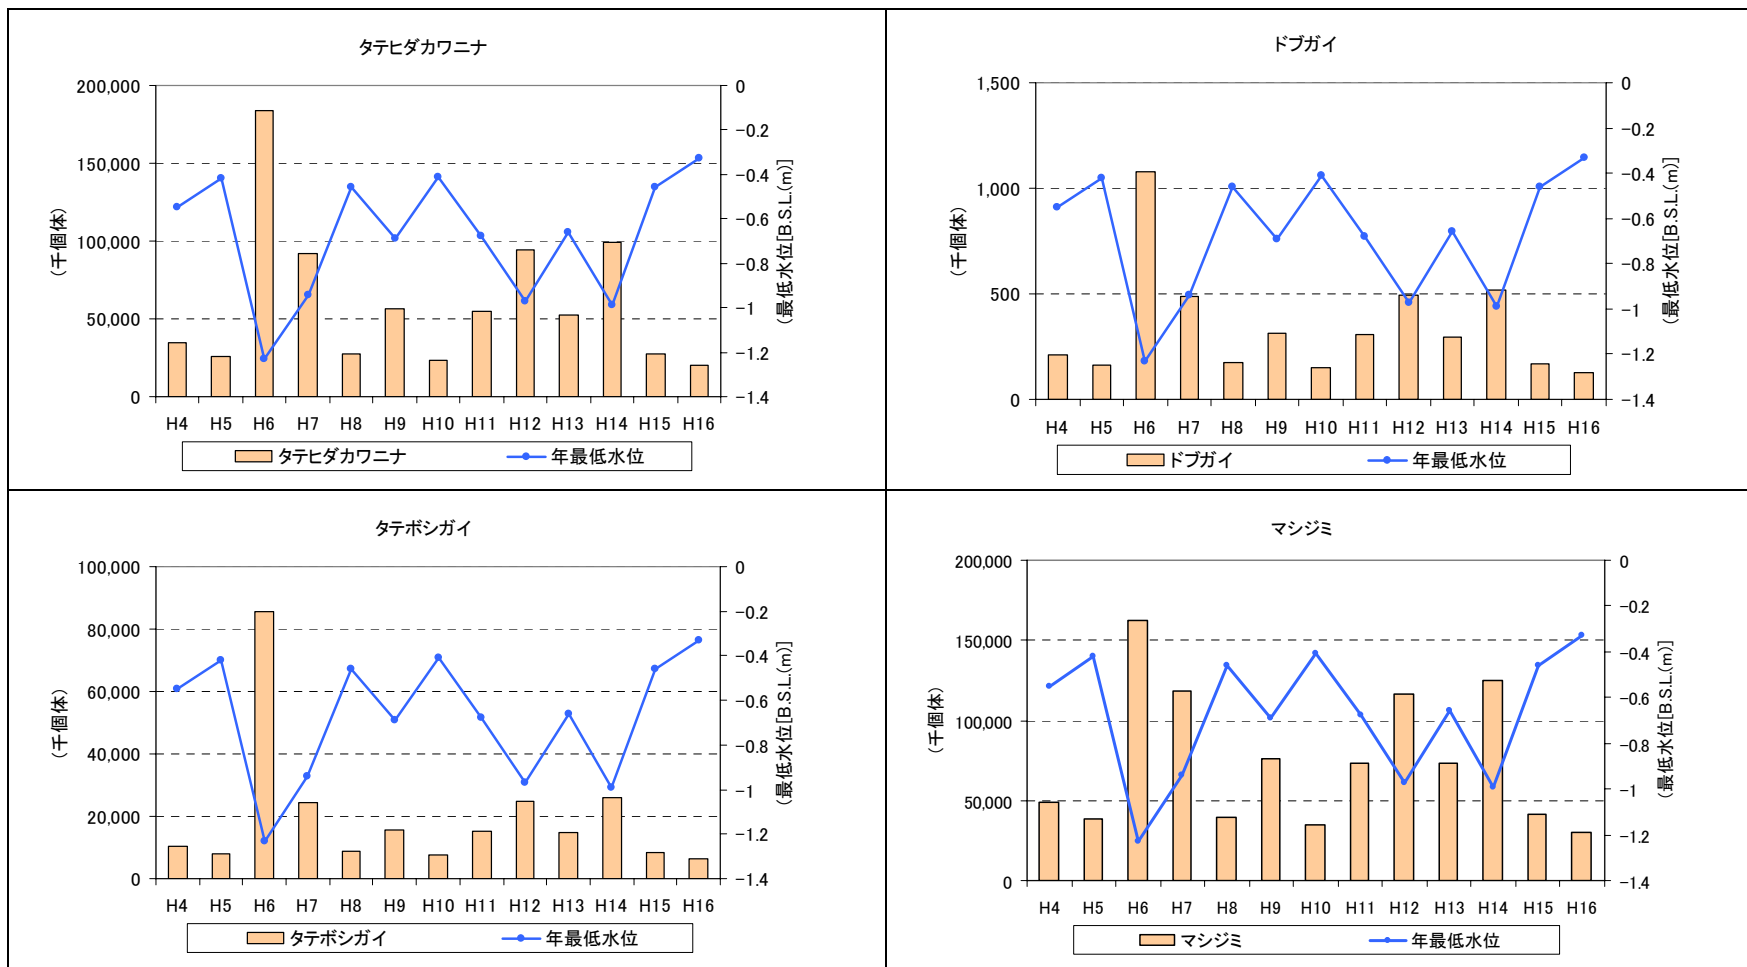 タテヒダカワニナ
200,000
150,000
100,000
50,000
0
(千個体)
0
-0.2
-0.4
-0.6
-0.8
-1
-1.2
-1.4
(最低水位[B.S.L.(m)]
H4 H5 H6 H7 H8 H9 H10 H11 H12 H13 H14 H15 H16
タテヒダカワニナ 年最低水位
ドブガイ
1,500
1,000
500
0
(千個体)
0
-0.2
-0.4
-0.6
-0.8
-1
-1.2
-1.4
(最低水位[B.S.L.(m)]
H4 H5 H6 H7 H8 H9 H10 H11 H12 H13 H14 H15 H16
ドブガイ 年最低水位
タテボシガイ
100,000
80,000
60,000
40,000
20,000
0
(千個体)
0
-0.2
-0.4
-0.6
-0.8
-1
-1.2
-1.4
(最低水位[B.S.L.(m)]
H4 H5 H6 H7 H8 H9 H10 H11 H12 H13 H14 H15 H16
タテボシガイ 年最低水位
マシジミ
200,000
150,000
100,000
50,000
0
(千個体)
0
-0.2
-0.4
-0.6
-0.8
-1
-1.2
-1.4
(最低水位[B.S.L.(m)]
H4 H5 H6 H7 H8 H9 H10 H11 H12 H13 H14 H15 H16
マシジミ 年最低水位